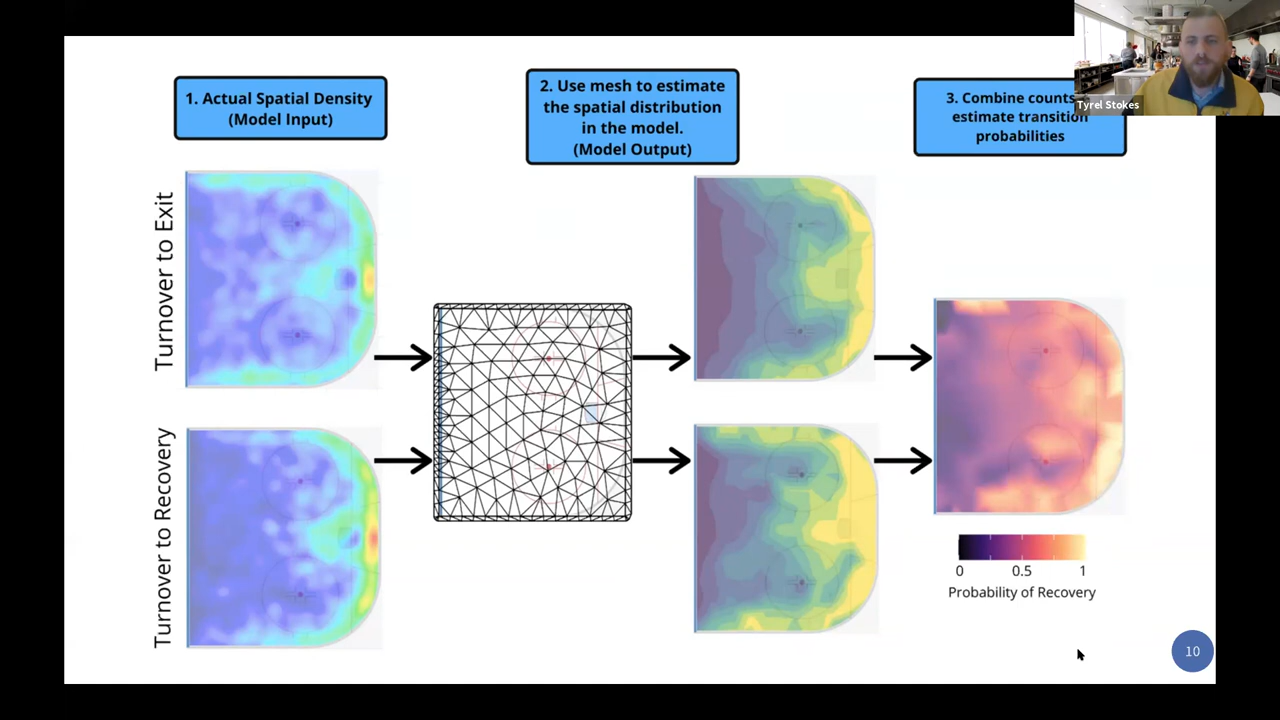 1. Actual Spatial Density
(Model Input)
2. Use mesh to estimate
the spatial distribution
in the model.
(Model Output)
3. Combine counts
estimate transition
probabilities
Tyrel Stokes
Turnover to Exit
Turnover to Recovery
0 0.5 1
Probability of Recovery
10